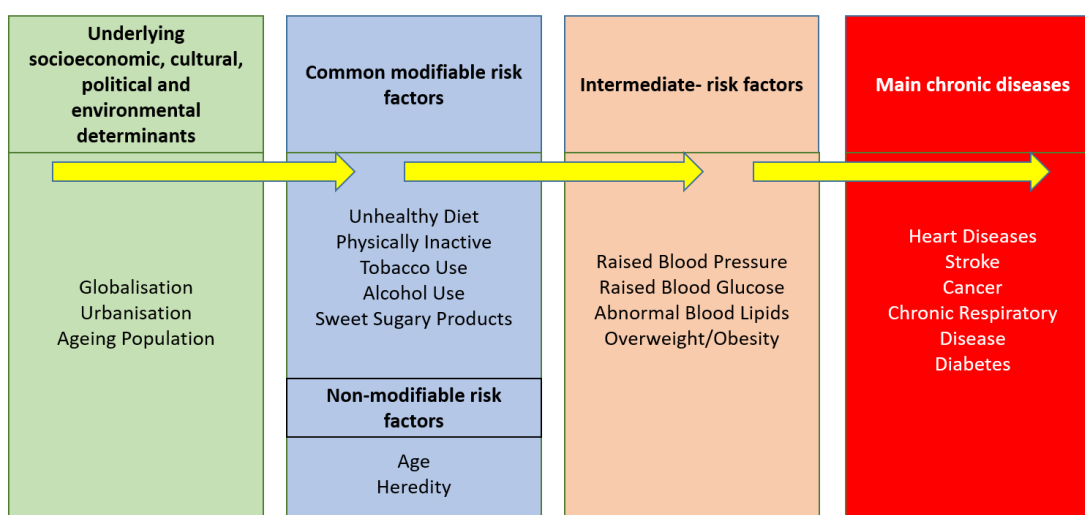 Underlying
socioeconomic, cultural,
political and
environmental
determinants
Globalisation
Urbanisation
Ageing Population
Common modifiable risk
factors
Unhealthy Diet
Physically Inactive
Tobacco Use
Alcohol Use
Sweet Sugary Products
Non-modifiable risk
factors
Age
Heredity
Intermediate- risk factors
Raised Blood Pressure
Raised Blood Glucose
Abnormal Blood Lipids
Overweight/Obesity
Main chronic diseases
Heart Diseases
Stroke
Cancer
Chronic Respiratory
Disease
Diabetes